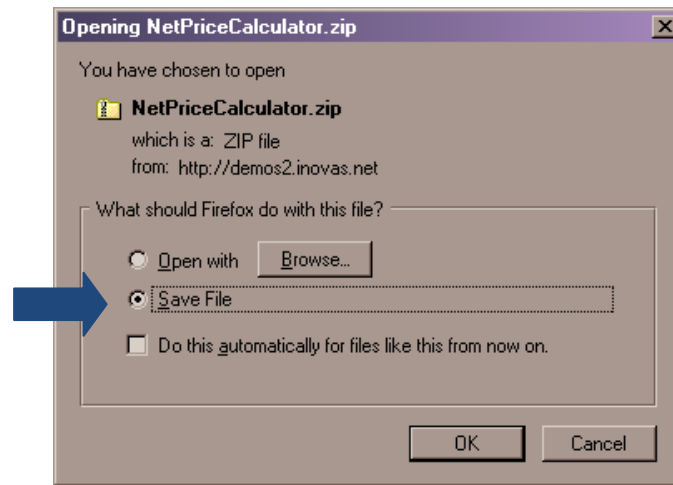 Opening NetPriceCalculator.zip
You have chosen to open
NetPriceCalculator.zip
which is a: ZIP file
from: http://demos2.inovas.net
What should Firefox do with this file?
Open with Browse...
Save File
Do this automatically for files like this from now on.
OK Cancel